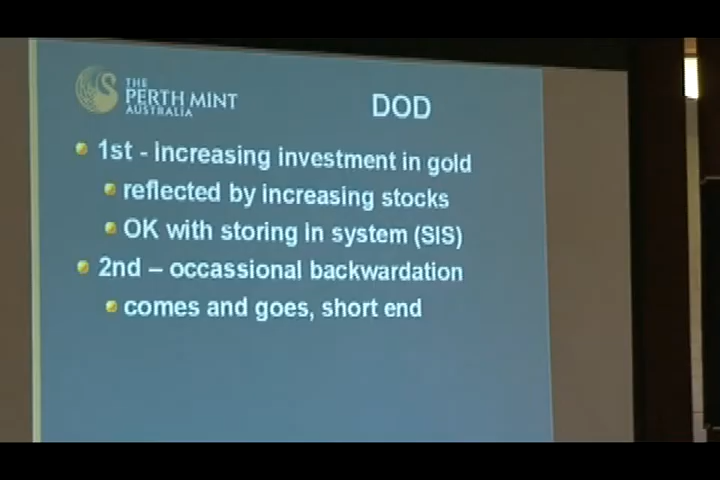 THE
PERTH MINT
AUSTRALIA
DOD
1st - increasing investment in gold
reflected by increasing stocks
OK with storing in system (SIS)
2nd – occassional backwardation
comes and goes, short end